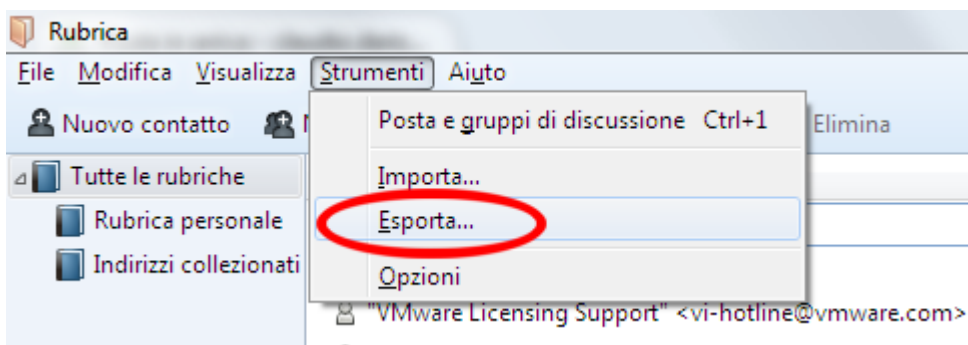 Rubrica
File Modifica Visualizza Strumenti Aiuto
Nuovo contatto
Posta e gruppi di discussione Ctrl+1
Elimina
Tutte le rubriche
Importa...
Rubrica personale
Esporta...
Indirizzi collezionati
Opzioni
"VMware Licensing Support" <vi-hotline@vmware.com>